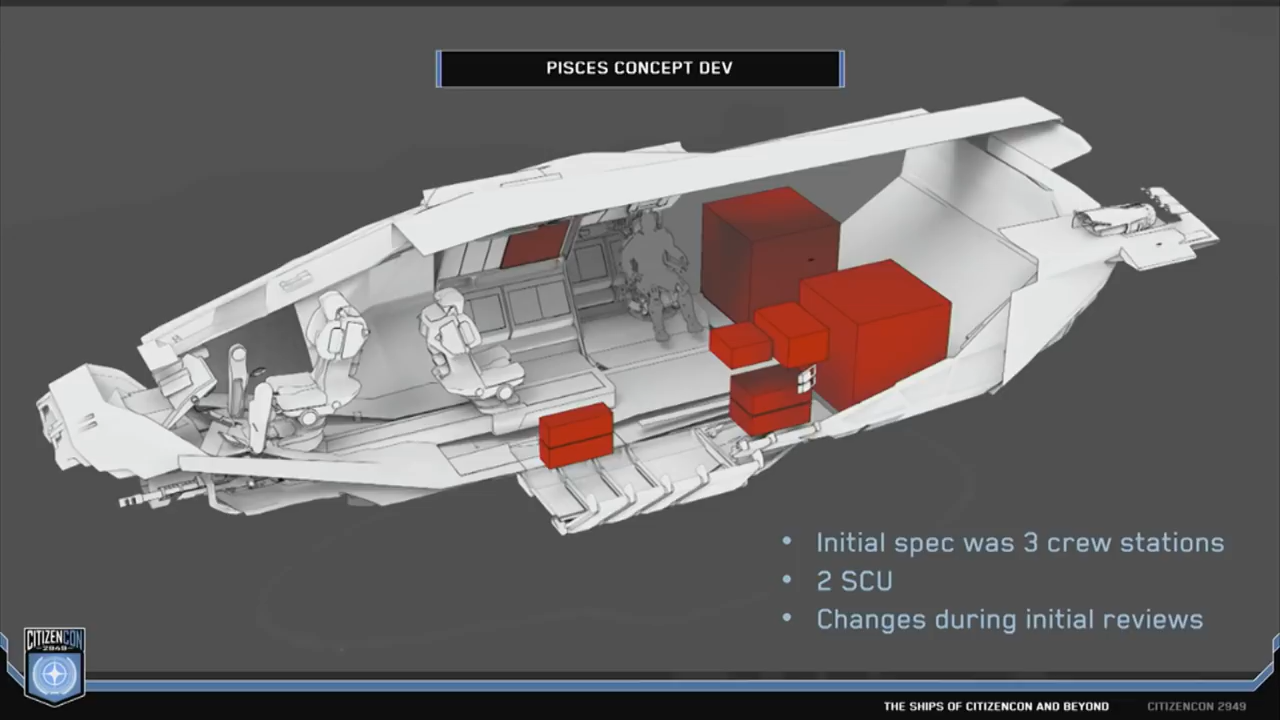 PISCES CONCEPT DEV
• Initial spec was 3 crew stations
• 2 SCU
• Changes during initial reviews
CITIZENCON
2949
THE SHIPS OF CITIZENCON AND BEYOND
CITIZENCON 2949